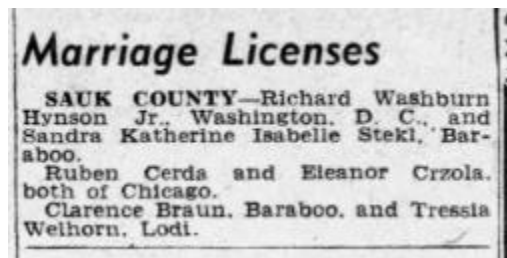 Marriage Licenses
SAUK COUNTY—Richard Washburn
Hynson Jr., Washington, D. C., and
Sandra Katherine Isabelle Stekl, Bar-
aboo.
Ruben Cerda and Eleanor Crzola,
both of Chicago.
Clarence Braun, Baraboo, and Tressia
Welhorn, Lodi.